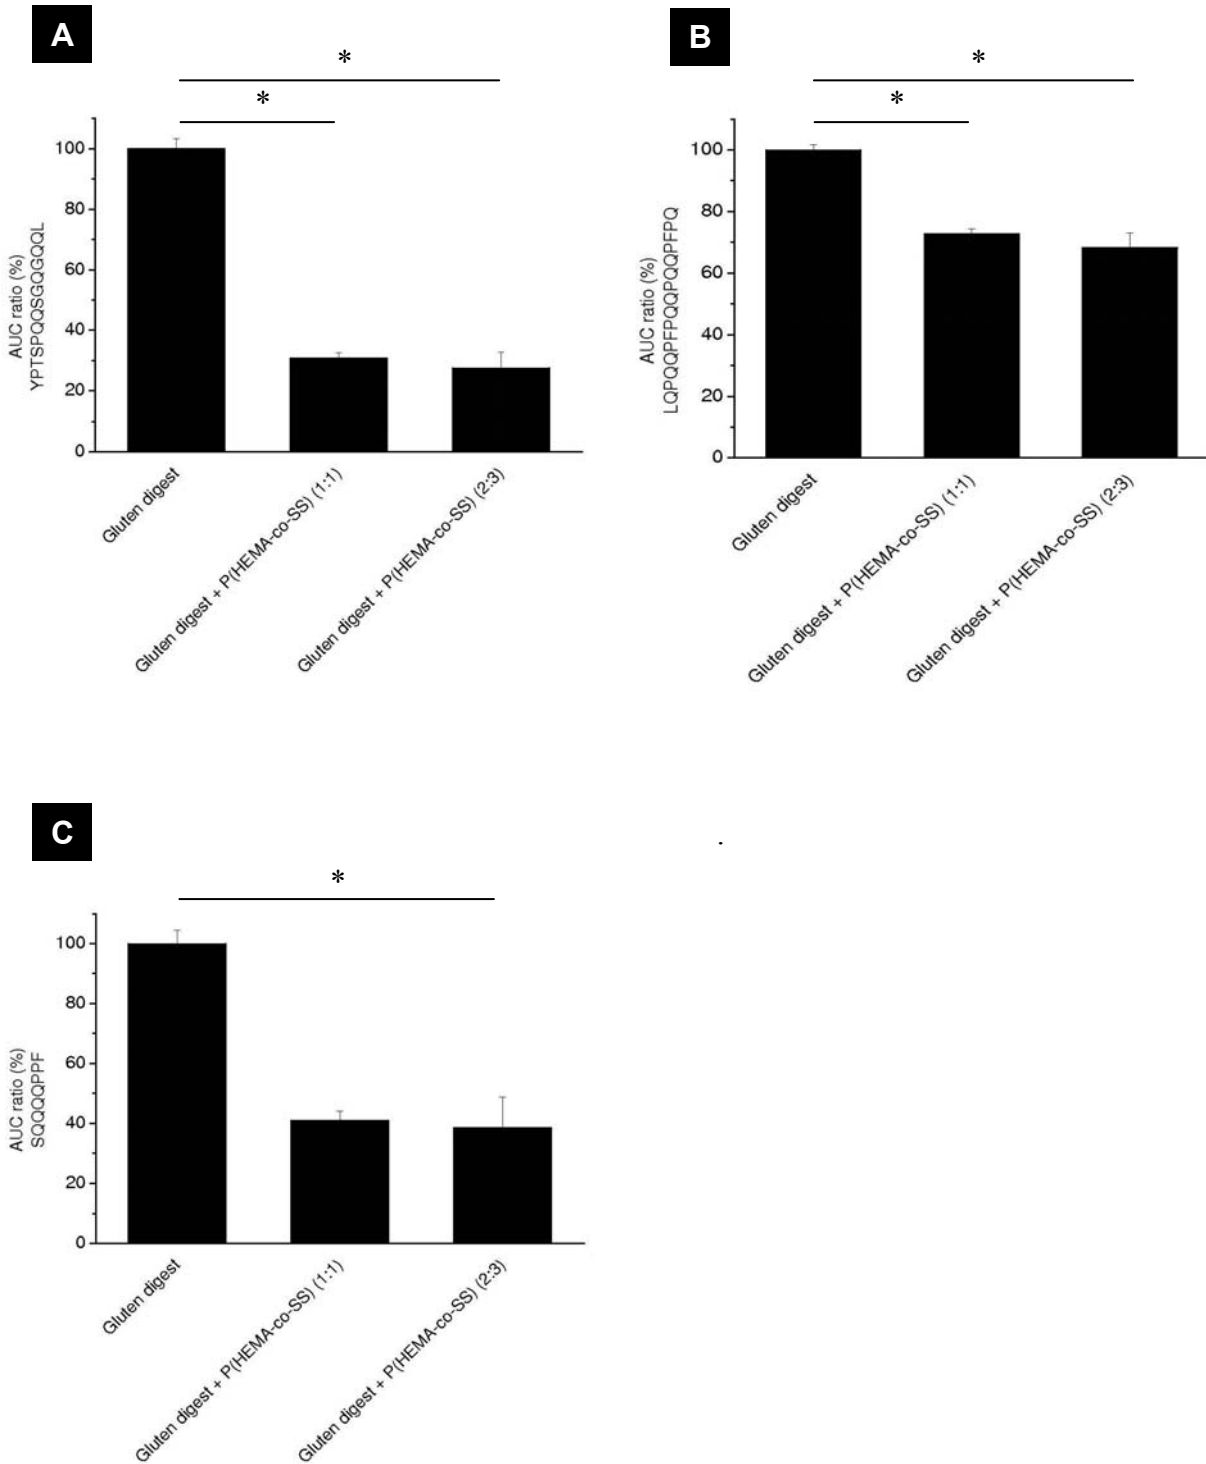 A
*
*
100
80
60
40
20
0
AUC ratio (%)
YPTSPQQSGQGQQL
Gluten digest
Gluten digest + P(HEMA-co-SS) (1:1)
Gluten digest + P(HEMA-co-SS) (2:3)
B
*
*
100
80
60
40
20
0
AUC ratio (%)
LQPQQPFPQQPQQPFPQ
Gluten digest
Gluten digest + P(HEMA-co-SS) (1:1)
Gluten digest + P(HEMA-co-SS) (2:3)
C
*
100
80
60
40
20
0
AUC ratio (%)
SQQQQPPF
Gluten digest
Gluten digest + P(HEMA-co-SS) (1:1)
Gluten digest + P(HEMA-co-SS) (2:3)
.